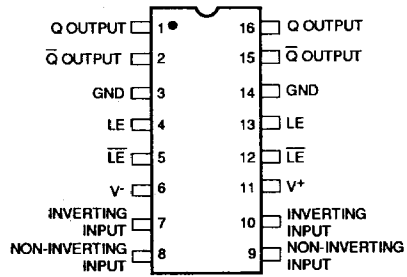 Q OUTPUT 1 16 Q OUTPUT
Q̅ OUTPUT 2 15 Q̅ OUTPUT
GND 3 14 GND
LE 4 13 LE
L̅E̅ 5 12 L̅E̅
V- 6 11 V+
INVERTING INPUT 7 10 INVERTING INPUT
NON-INVERTING INPUT 8 9 NON-INVERTING INPUT